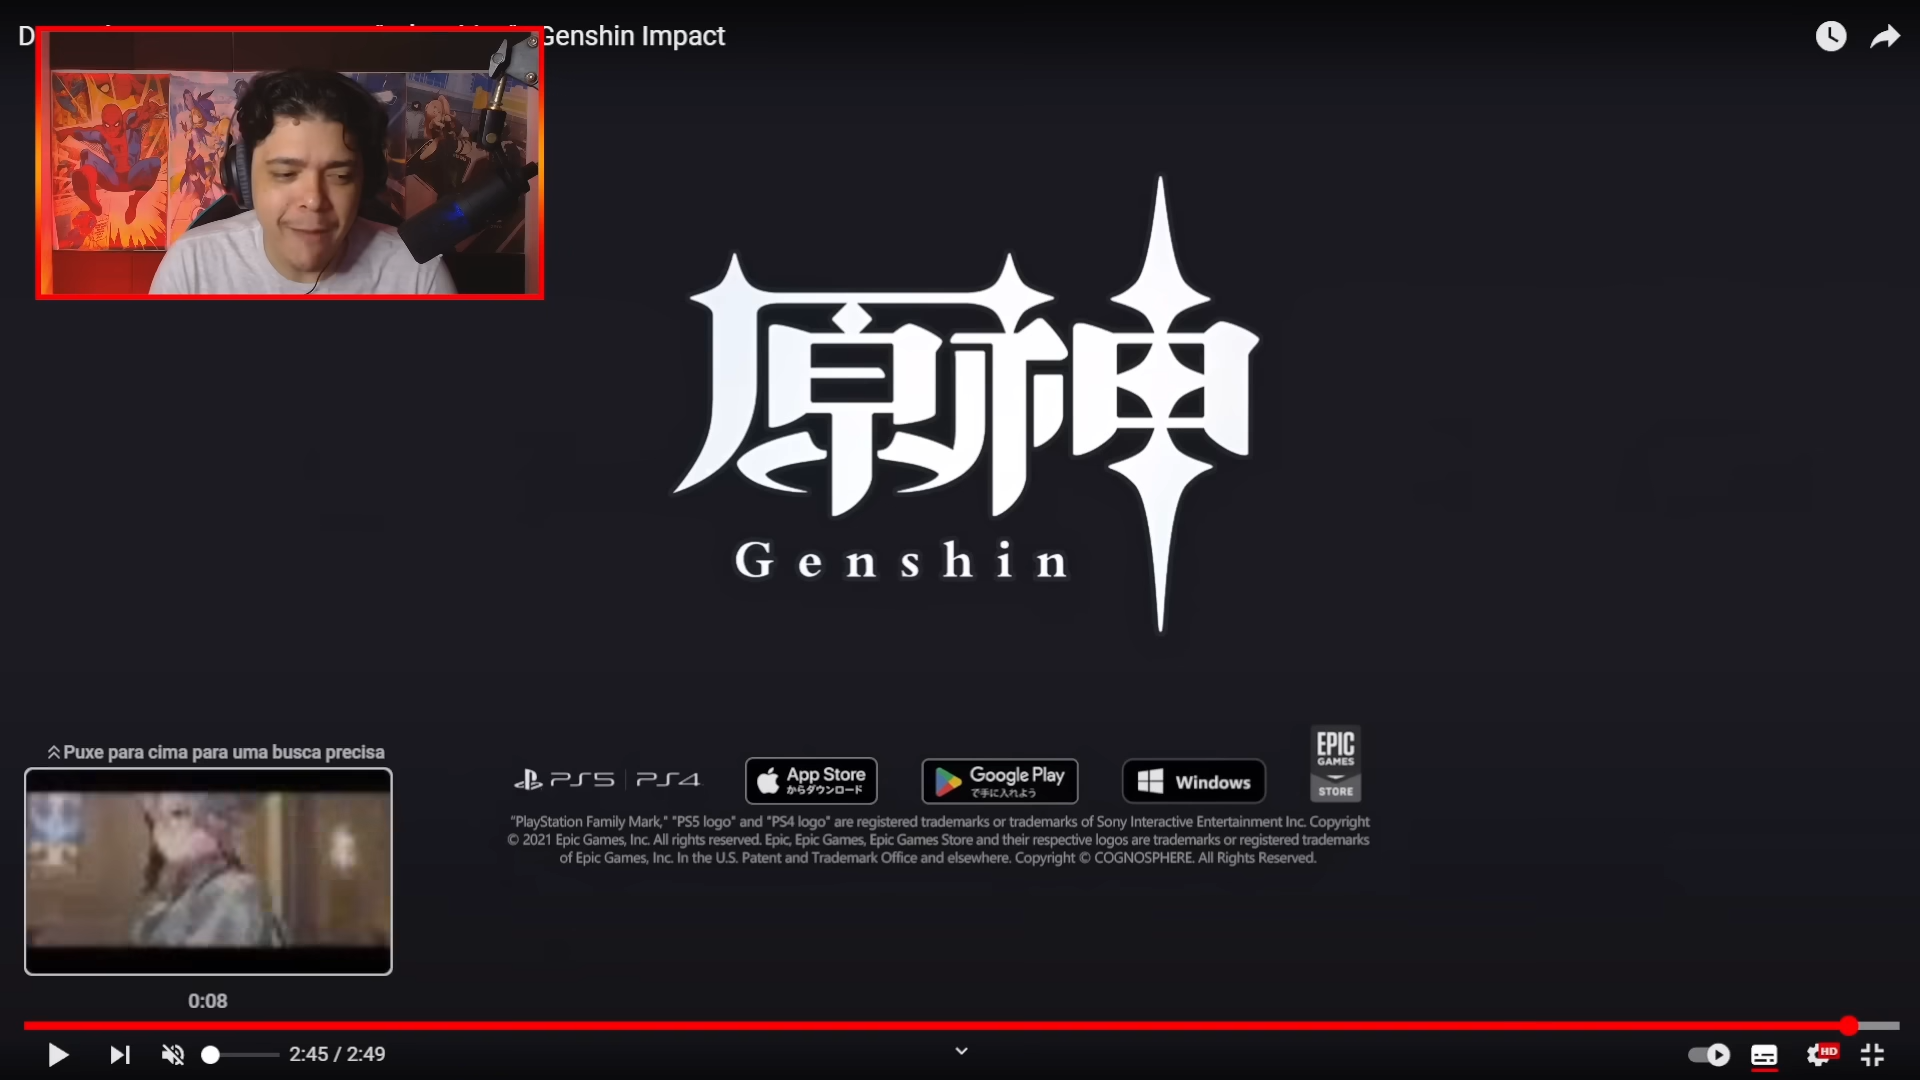 Genshin Impact
原神
Genshin
Puxe para cima para uma busca precisa
PS5 | PS4
App Store
からダウンロード
Google Play
で手に入れよう
Windows
EPIC
GAMES
STORE
"PlayStation Family Mark," "PS5 logo" and "PS4 logo" are registered trademarks or trademarks of Sony Interactive Entertainment Inc. Copyright
© 2021 Epic Games, Inc. All rights reserved. Epic, Epic Games, Epic Games Store and their respective logos are trademarks or registered trademarks
of Epic Games, Inc. In the U.S. Patent and Trademark Office and elsewhere. Copyright © COGNOSPHERE. All Rights Reserved.
0:08
2:45 / 2:49
HD